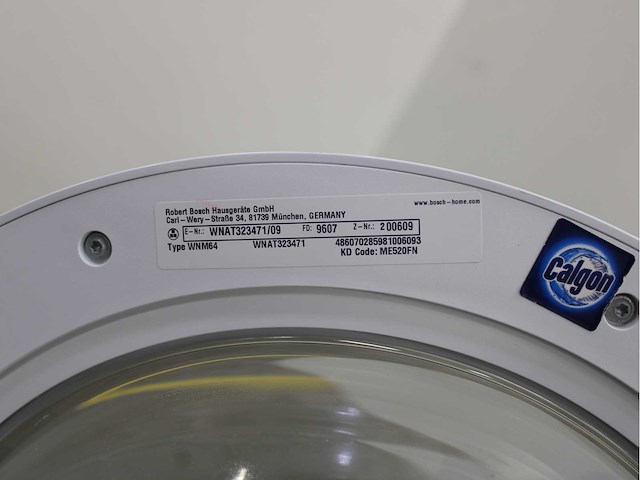 Robert Bosch Hausgeräte GmbH
Carl-Wery-Straße 34, 81739 München, GERMANY
www.bosch-home.com
E-Nr.: WNAT323471/09 FD: 9607 Z-Nr.: 200609
Type WNM64 WNAT323471 486070285981006093
KD Code: ME520FN
Calgon